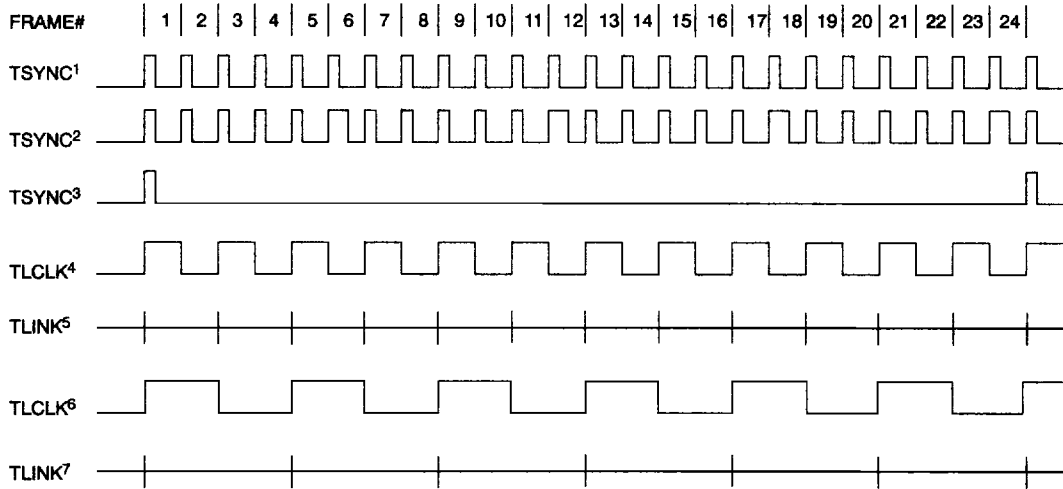 FRAME# 1 2 3 4 5 6 7 8 9 10 11 12 13 14 15 16 17 18 19 20 21 22 23 24
TSYNC¹
TSYNC²
TSYNC³
TLCLK⁴
TLINK⁵
TLCLK⁶
TLINK⁷